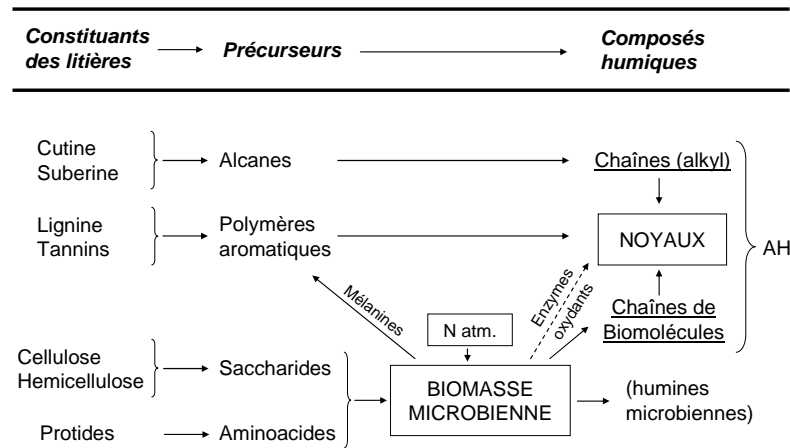 Constituants
des litières
Précurseurs
Composés
humiques
Cutine
Suberine
Alcanes
Chaînes (alkyl)
Lignine
Tannins
Polymères
aromatiques
NOYAUX
AH
Mélanines
Enzymes
oxydants
N atm.
Chaînes de
Biomolécules
Cellulose
Hemicellulose
Saccharides
BIOMASSE
MICROBIENNE
(humines
microbiennes)
Protides
Aminoacides